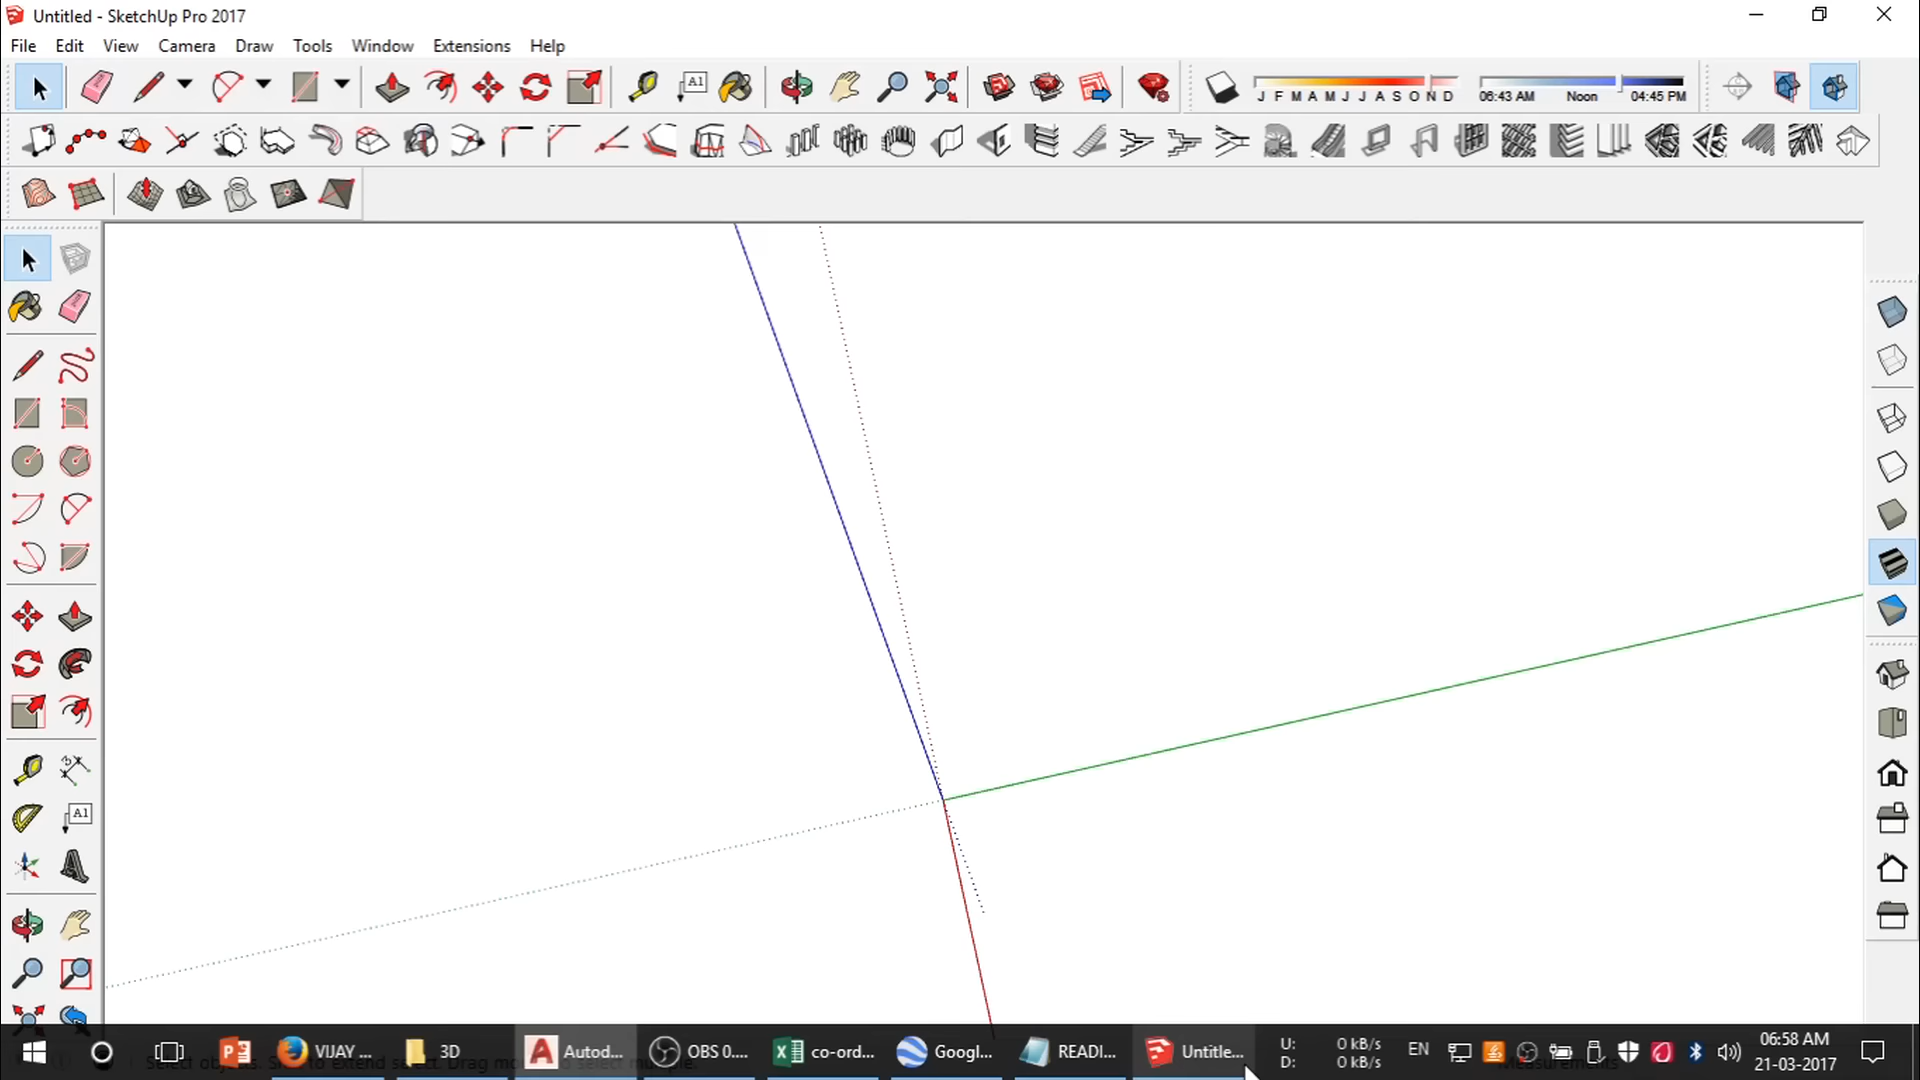 Untitled - SketchUp Pro 2017
File Edit View Camera Draw Tools Window Extensions Help
A1
J F M A M J J A S O N D
06:43 AM Noon 04:45 PM
A1
VIJAY ...
3D
Autod...
OBS 0....
co-ord...
Googl...
READI...
Untitle...
U: 0 kB/s
D: 0 kB/s
EN
06:58 AM
21-03-2017